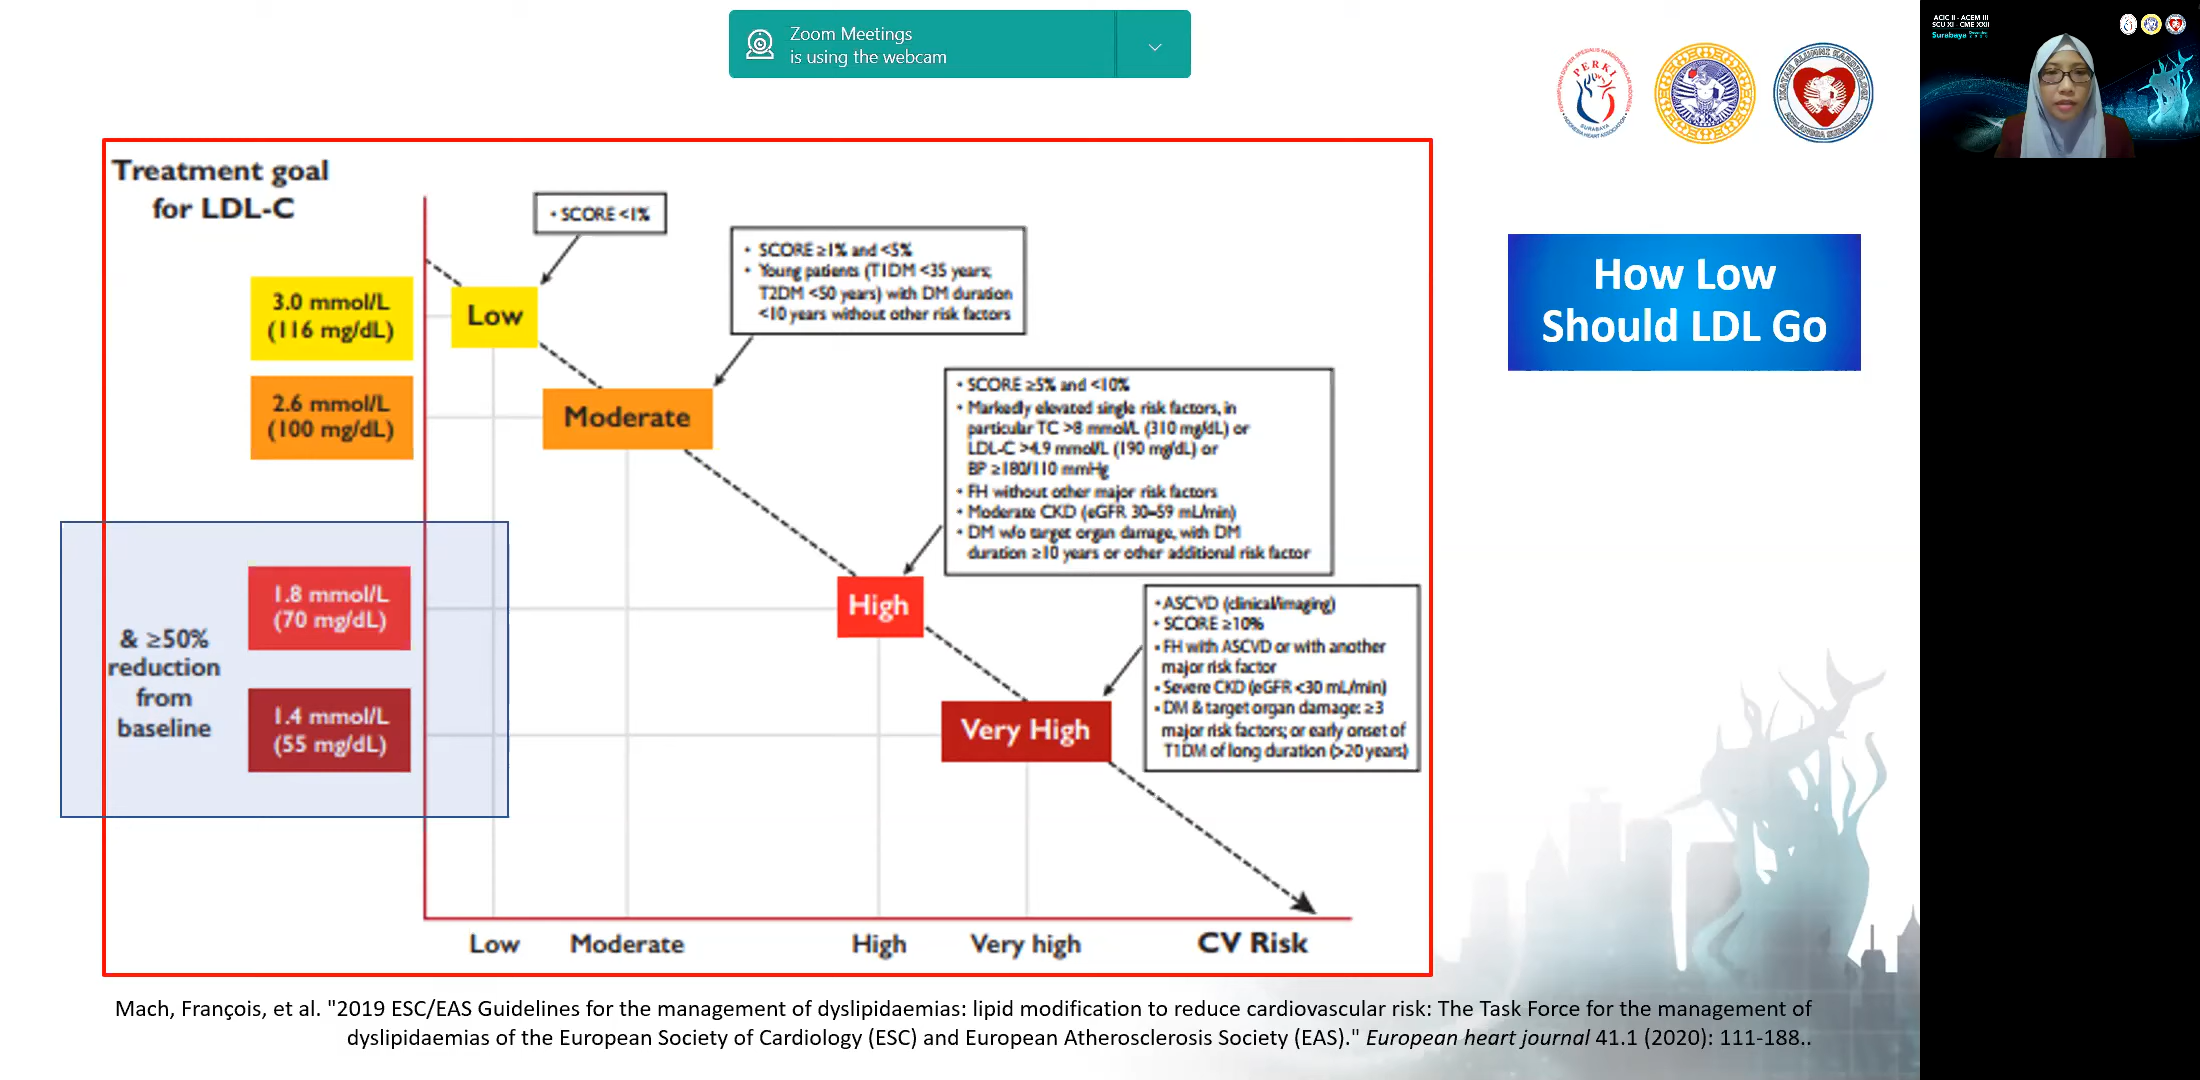 Zoom Meetings
is using the webcam
PERKI
SURABAYA
ACIC II - ACEM III
SCU XI - CME XXII
Surabaya
Treatment goal
for LDL-C
How Low
Should LDL Go
3.0 mmol/L
(116 mg/dL)
2.6 mmol/L
(100 mg/dL)
1.8 mmol/L
(70 mg/dL)
1.4 mmol/L
(55 mg/dL)
& ≥50%
reduction
from
baseline
Low
• SCORE <1%
Moderate
• SCORE ≥1% and <5%
• Young patients (T1DM <35 years;
T2DM <50 years) with DM duration
<10 years without other risk factors
High
• SCORE ≥5% and <10%
• Markedly elevated single risk factors, in
particular TC >8 mmol/L (310 mg/dL) or
LDL-C >4.9 mmol/L (190 mg/dL) or
BP ≥180/110 mmHg
• FH without other major risk factors
• Moderate CKD (eGFR 30–59 mL/min)
• DM w/o target organ damage, with DM
duration ≥10 years or other additional risk factor
Very High
• ASCVD (clinical/imaging)
• SCORE ≥10%
• FH with ASCVD or with another
major risk factor
• Severe CKD (eGFR <30 mL/min)
• DM & target organ damage: ≥3
major risk factors; or early onset of
T1DM of long duration (>20 years)
Low Moderate High Very high CV Risk
Mach, François, et al. "2019 ESC/EAS Guidelines for the management of dyslipidaemias: lipid modification to reduce cardiovascular risk: The Task Force for the management of
dyslipidaemias of the European Society of Cardiology (ESC) and European Atherosclerosis Society (EAS)." European heart journal 41.1 (2020): 111-188..